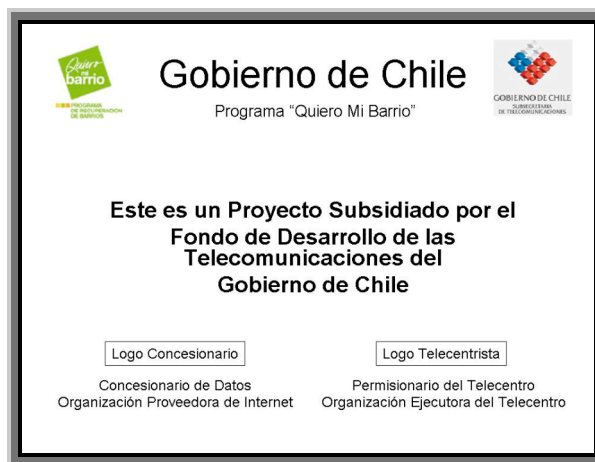 Quiero
mi
barrio
PROGRAMA
DE RECUPERACIÓN
DE BARRIOS
Gobierno de Chile
Programa “Quiero Mi Barrio”
GOBIERNO DE CHILE
SUBSECRETARIA
DE TELECOMUNICACIONES
Este es un Proyecto Subsidiado por el
Fondo de Desarrollo de las
Telecomunicaciones del
Gobierno de Chile
Logo Concesionario
Concesionario de Datos
Organización Proveedora de Internet
Logo Telecentrista
Permisionario del Telecentro
Organización Ejecutora del Telecentro